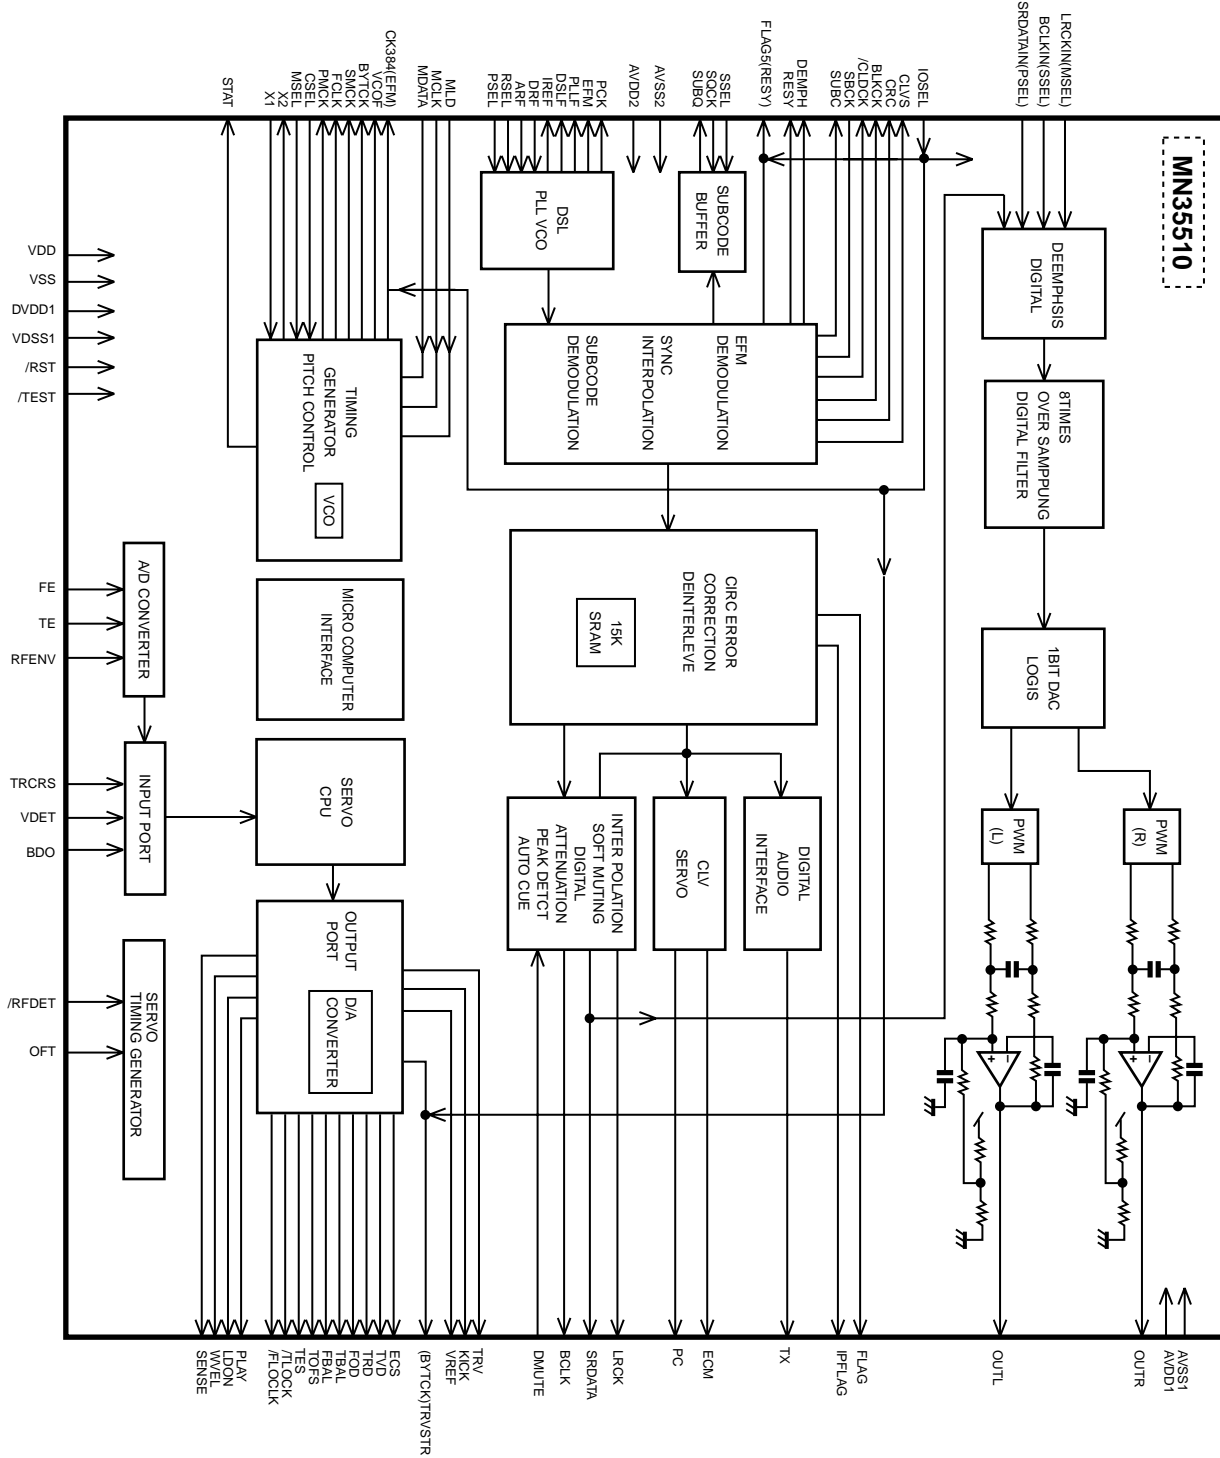 MN35510
LRCKIN(MSEL)
BCLKIN(SSEL)
SRDATAIN(PSEL)
IOSEL
CLVS
CRC
BLKCK
/CLDCK
SBCK
SUBC
DEMPH
RESY
FLAG5(RESY)
SSEL
SQCK
SUBQ
AVSS2
AVDD2
PCK
EFM
PLLF
DSLF
IREF
DRF
ARF
RSEL
PSEL
MLD
MCLK
MDATA
CK384(EFM)
VCOF
BYTCK
SMCK
FCLK
PMCK
CSEL
MSEL
X2
X1
STAT
DEEMPHSIS
DIGITAL
8TIMES
OVER SAMPPUNG
DIGITAL FILTER
1BIT DAC
LOGIS
PWM
(R)
PWM
(L)
+
−
+
−
SUBCODE
BUFFER
DSL
PLL VCO
EFM
DEMODULATION
SYNC
INTERPOLATION
SUBCODE
DEMODULATION
TIMING
GENERATOR
PITCH CONTROL
VCO
CIRC ERROR
CORRECTION
DEINTERLEVE
15K
SRAM
MICRO COMPUTER
INTERFACE
DIGITAL
AUDIO
INTERFACE
CLV
SERVO
INTER POLATION
SOFT MUTING
DIGITAL
ATTENUATION
PEAK DETCT
AUTO CUE
SERVO
CPU
OUTPUT
PORT
D/A
CONVERTER
A/D CONVERTER
INPUT PORT
SERVO
TIMING GENERATOR
VDD
VSS
DVDD1
VDSS1
/RST
/TEST
FE
TE
RFENV
TRCRS
VDET
BDO
/RFDET
OFT
AVSS1
AVDD1
OUTR
OUTL
FLAG
IPFLAG
TX
ECM
PC
LRCK
SRDATA
BCLK
DMUTE
TRV
KICK
VREF
(BYTCK)TRVSTR
ECS
TVD
TRD
FOD
TBAL
FBAL
TOFS
TES
/TLOCK
/FLOCLK
PLAY
LDON
WVEL
SENSE